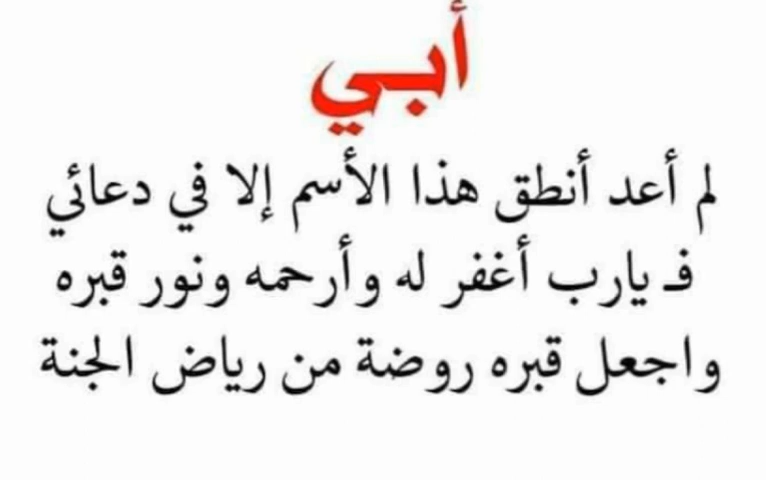 أبي
لم أعد أنطق هذا الأسم إلا في دعائي
فـ يارب أغفر له وأرحمه ونور قبره
واجعل قبره روضة من رياض الجنة